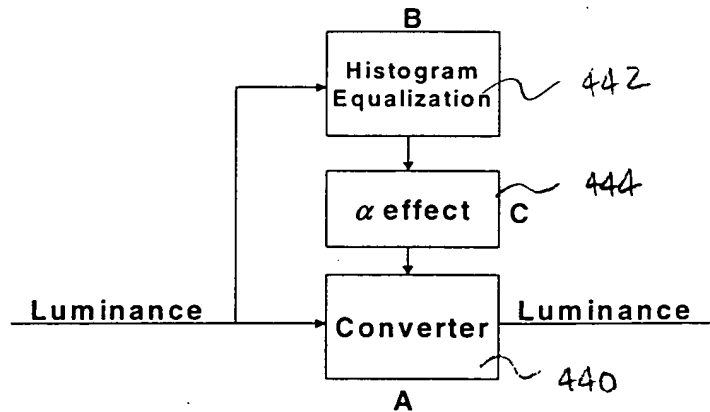 B
Histogram
Equalization
442
α effect
444
C
Luminance
Converter
Luminance
440
A